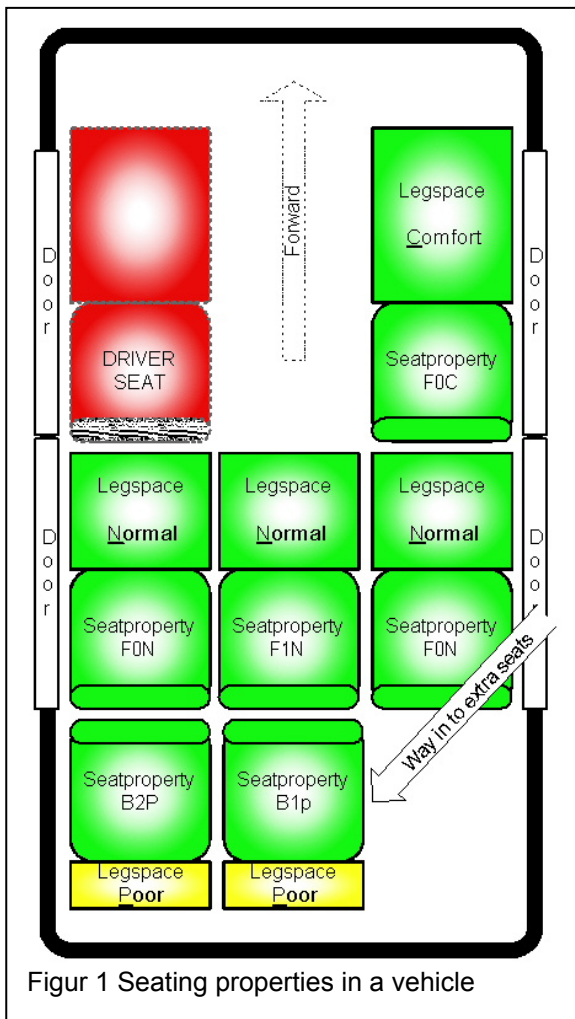 Forward
Legspace
Comfort
Door
Door
DRIVER
SEAT
Seatproperty
F0C
Legspace
Normal
Legspace
Normal
Legspace
Normal
Door
Door
Seatproperty
F0N
Seatproperty
F1N
Seatproperty
F0N
Way in to extra seats
Seatproperty
B2P
Seatproperty
B1p
Legspace
Poor
Legspace
Poor
Figur 1 Seating properties in a vehicle